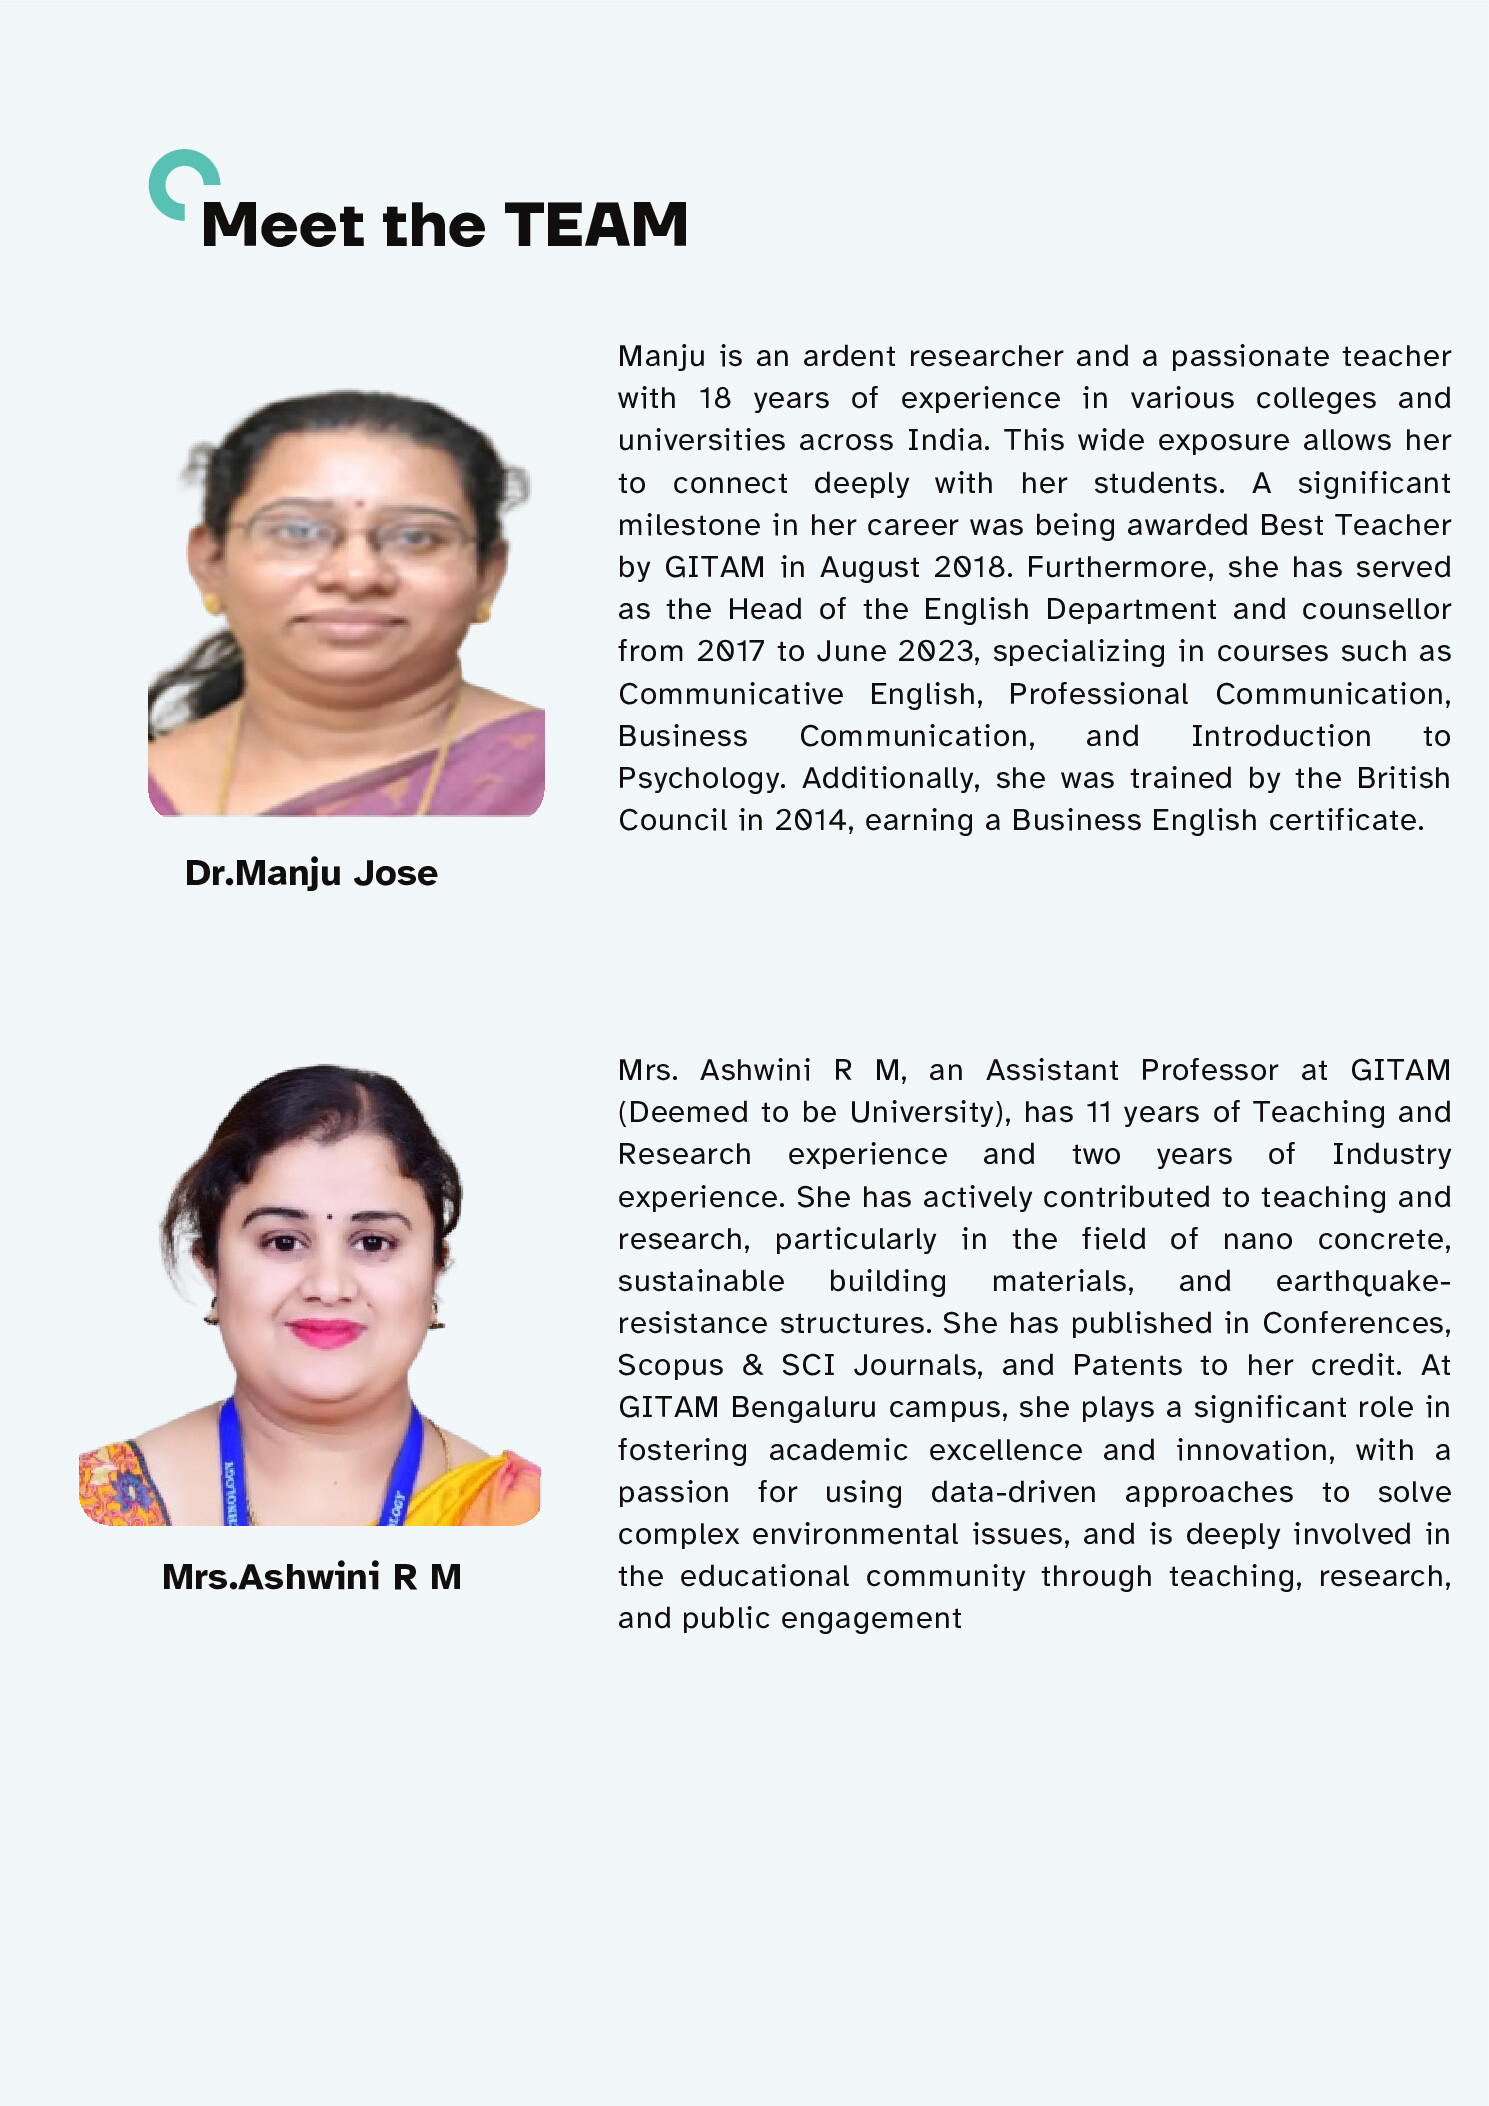 Meet the TEAM
Manju is an ardent researcher and a passionate teacher
with 18 years of experience in various colleges and
universities across India. This wide exposure allows her
to connect deeply with her students. A significant
milestone in her career was being awarded Best Teacher
by GITAM in August 2018. Furthermore, she has served
as the Head of the English Department and counsellor
from 2017 to June 2023, specializing in courses such as
Communicative English, Professional Communication,
Business Communication, and Introduction to
Psychology. Additionally, she was trained by the British
Council in 2014, earning a Business English certificate.
Dr.Manju Jose
Mrs. Ashwini R M, an Assistant Professor at GITAM
(Deemed to be University), has 11 years of Teaching and
Research experience and two years of Industry
experience. She has actively contributed to teaching and
research, particularly in the field of nano concrete,
sustainable building materials, and earthquake-
resistance structures. She has published in Conferences,
Scopus & SCI Journals, and Patents to her credit. At
GITAM Bengaluru campus, she plays a significant role in
fostering academic excellence and innovation, with a
passion for using data-driven approaches to solve
complex environmental issues, and is deeply involved in
the educational community through teaching, research,
and public engagement
Mrs.Ashwini R M